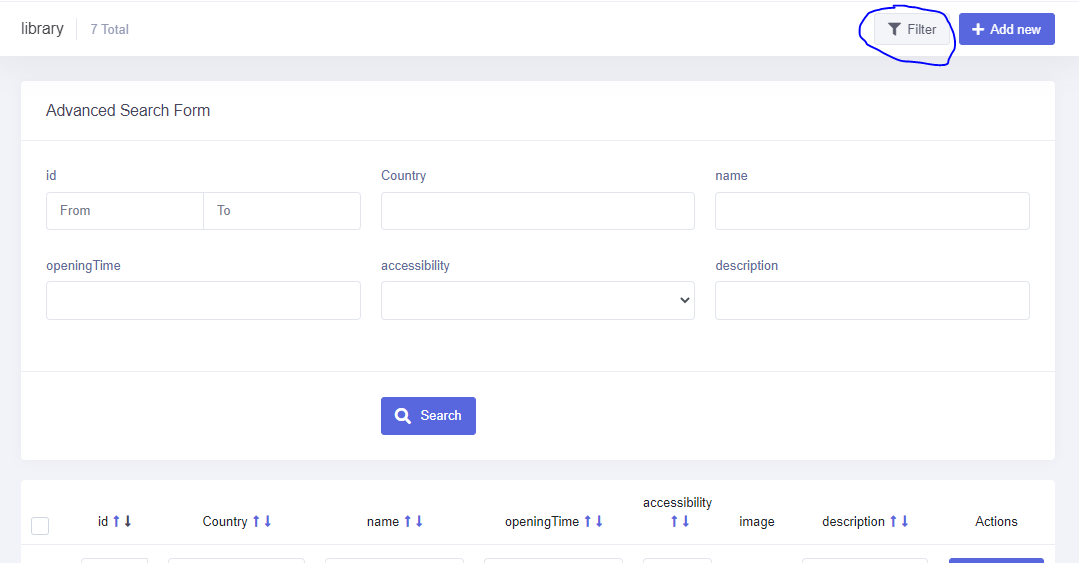 library 7 Total Filter Add new
Advanced Search Form
id Country name
From To
openingTime accessibility description
Search
accessibility
id Country name openingTime image description Actions